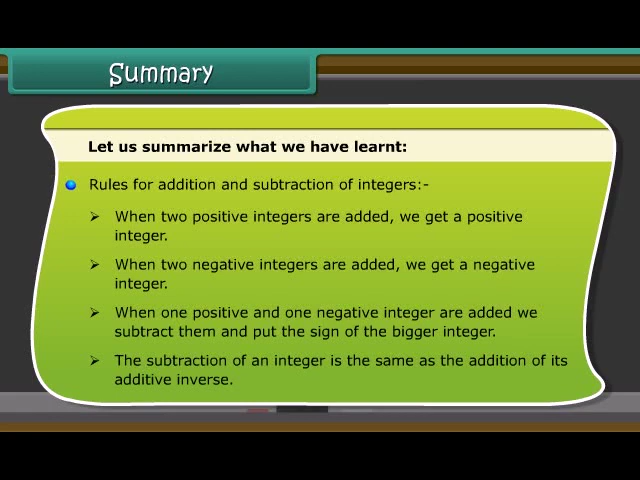 Summary
Let us summarize what we have learnt:
Rules for addition and subtraction of integers:-
When two positive integers are added, we get a positive
integer.
When two negative integers are added, we get a negative
integer.
When one positive and one negative integer are added we
subtract them and put the sign of the bigger integer.
The subtraction of an integer is the same as the addition of its
additive inverse.